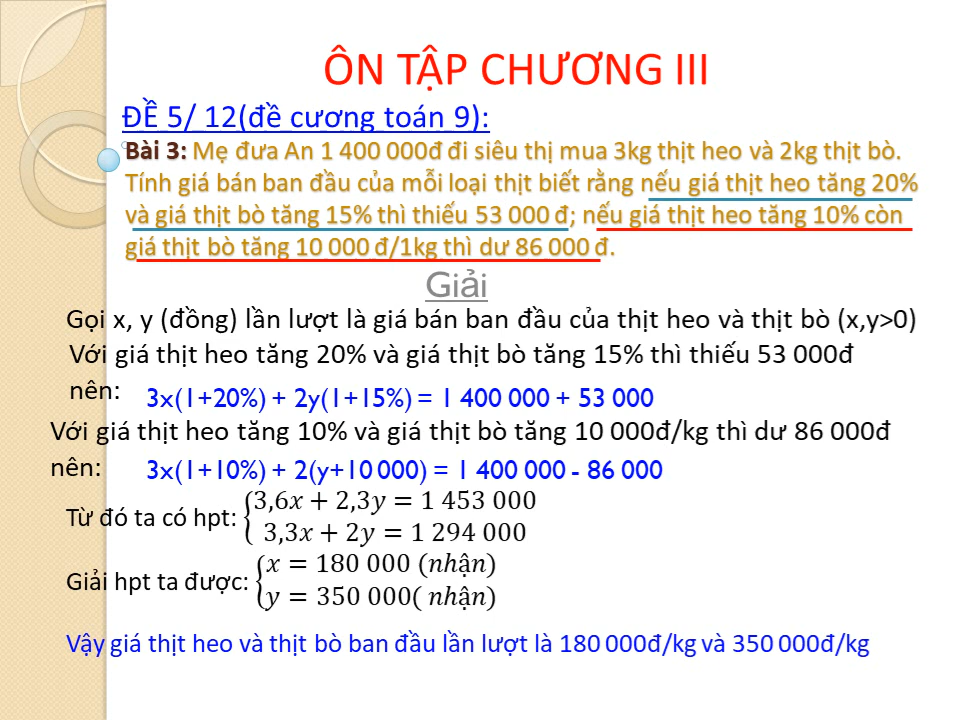 ÔN TẬP CHƯƠNG III
ĐỀ 5/ 12(đề cương toán 9):
Bài 3: Mẹ đưa An 1 400 000đ đi siêu thị mua 3kg thịt heo và 2kg thịt bò.
Tính giá bán ban đầu của mỗi loại thịt biết rằng nếu giá thịt heo tăng 20%
và giá thịt bò tăng 15% thì thiếu 53 000 đ; nếu giá thịt heo tăng 10% còn
giá thịt bò tăng 10 000 đ/1kg thì dư 86 000 đ.
Giải
Gọi x, y (đồng) lần lượt là giá bán ban đầu của thịt heo và thịt bò (x,y>0)
Với giá thịt heo tăng 20% và giá thịt bò tăng 15% thì thiếu 53 000đ
nên: 3x(1+20%) + 2y(1+15%) = 1 400 000 + 53 000
Với giá thịt heo tăng 10% và giá thịt bò tăng 10 000đ/kg thì dư 86 000đ
nên: 3x(1+10%) + 2(y+10 000) = 1 400 000 - 86 000
Từ đó ta có hpt: {3,6x + 2,3y = 1 453 000
3,3x + 2y = 1 294 000
Giải hpt ta được: {x = 180 000 (nhận)
y = 350 000( nhận)
Vậy giá thịt heo và thịt bò ban đầu lần lượt là 180 000đ/kg và 350 000đ/kg